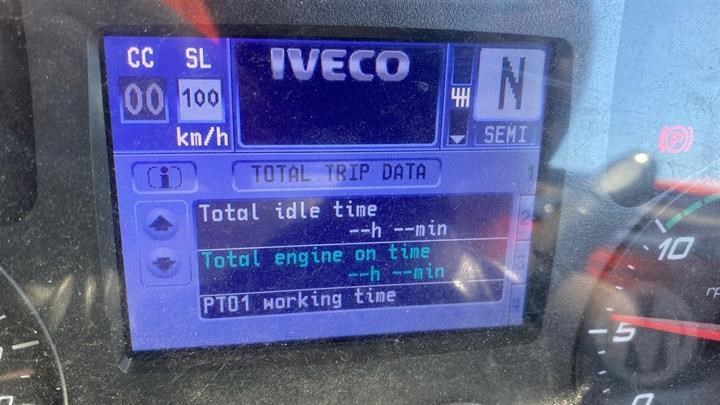 CC SL
IVECO
N
00 100
km/h
SEMI
i TOTAL TRIP DATA 1
Total idle time
--h --min
2
Total engine on time
--h --min
3
PTO1 working time
4
(P)
10
5
0